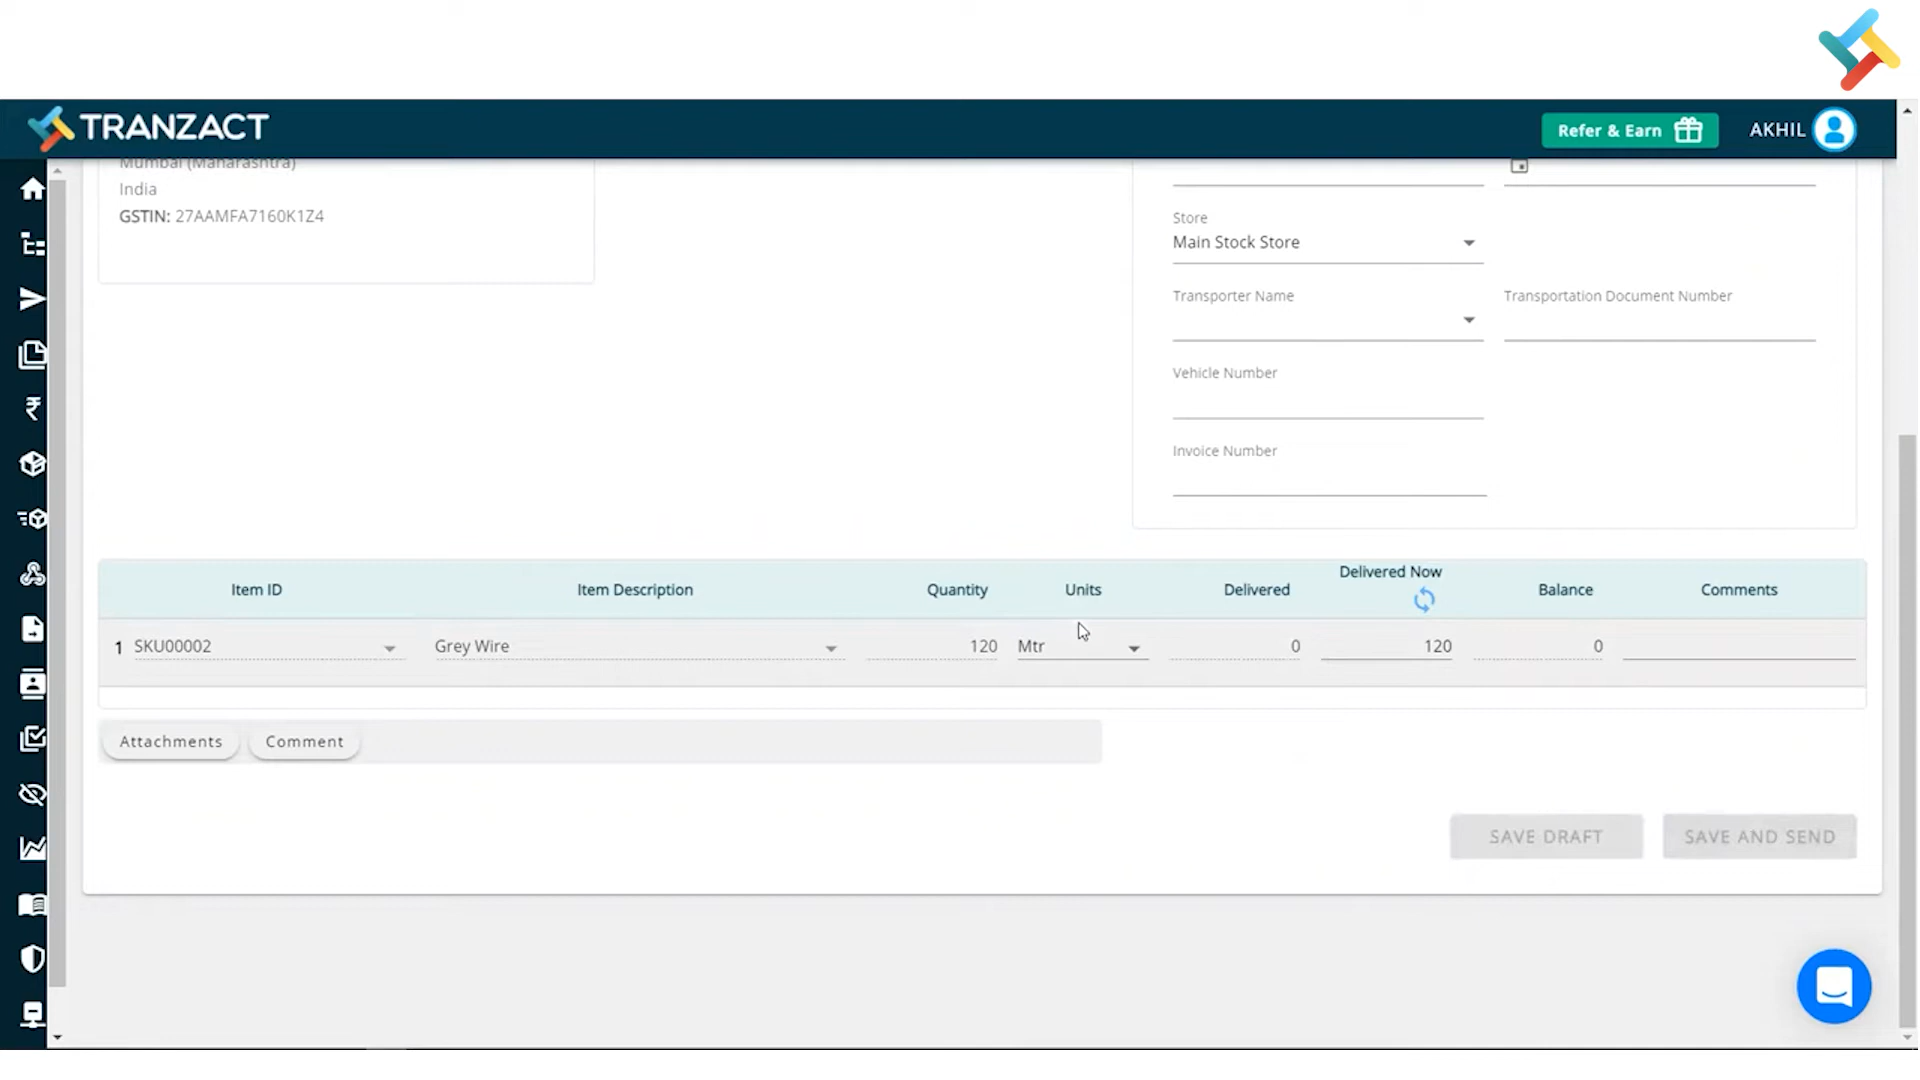 TRANZACT
Refer & Earn
AKHIL
Mumbai (Maharashtra)
India
GSTIN: 27AAMFA7160K1Z4
Store
Main Stock Store
Transporter Name
Transportation Document Number
Vehicle Number
Invoice Number
Item ID Item Description Quantity Units Delivered Delivered Now Balance Comments
1 SKU00002 Grey Wire 120 Mtr 0 120 0
Attachments Comment
SAVE DRAFT SAVE AND SEND